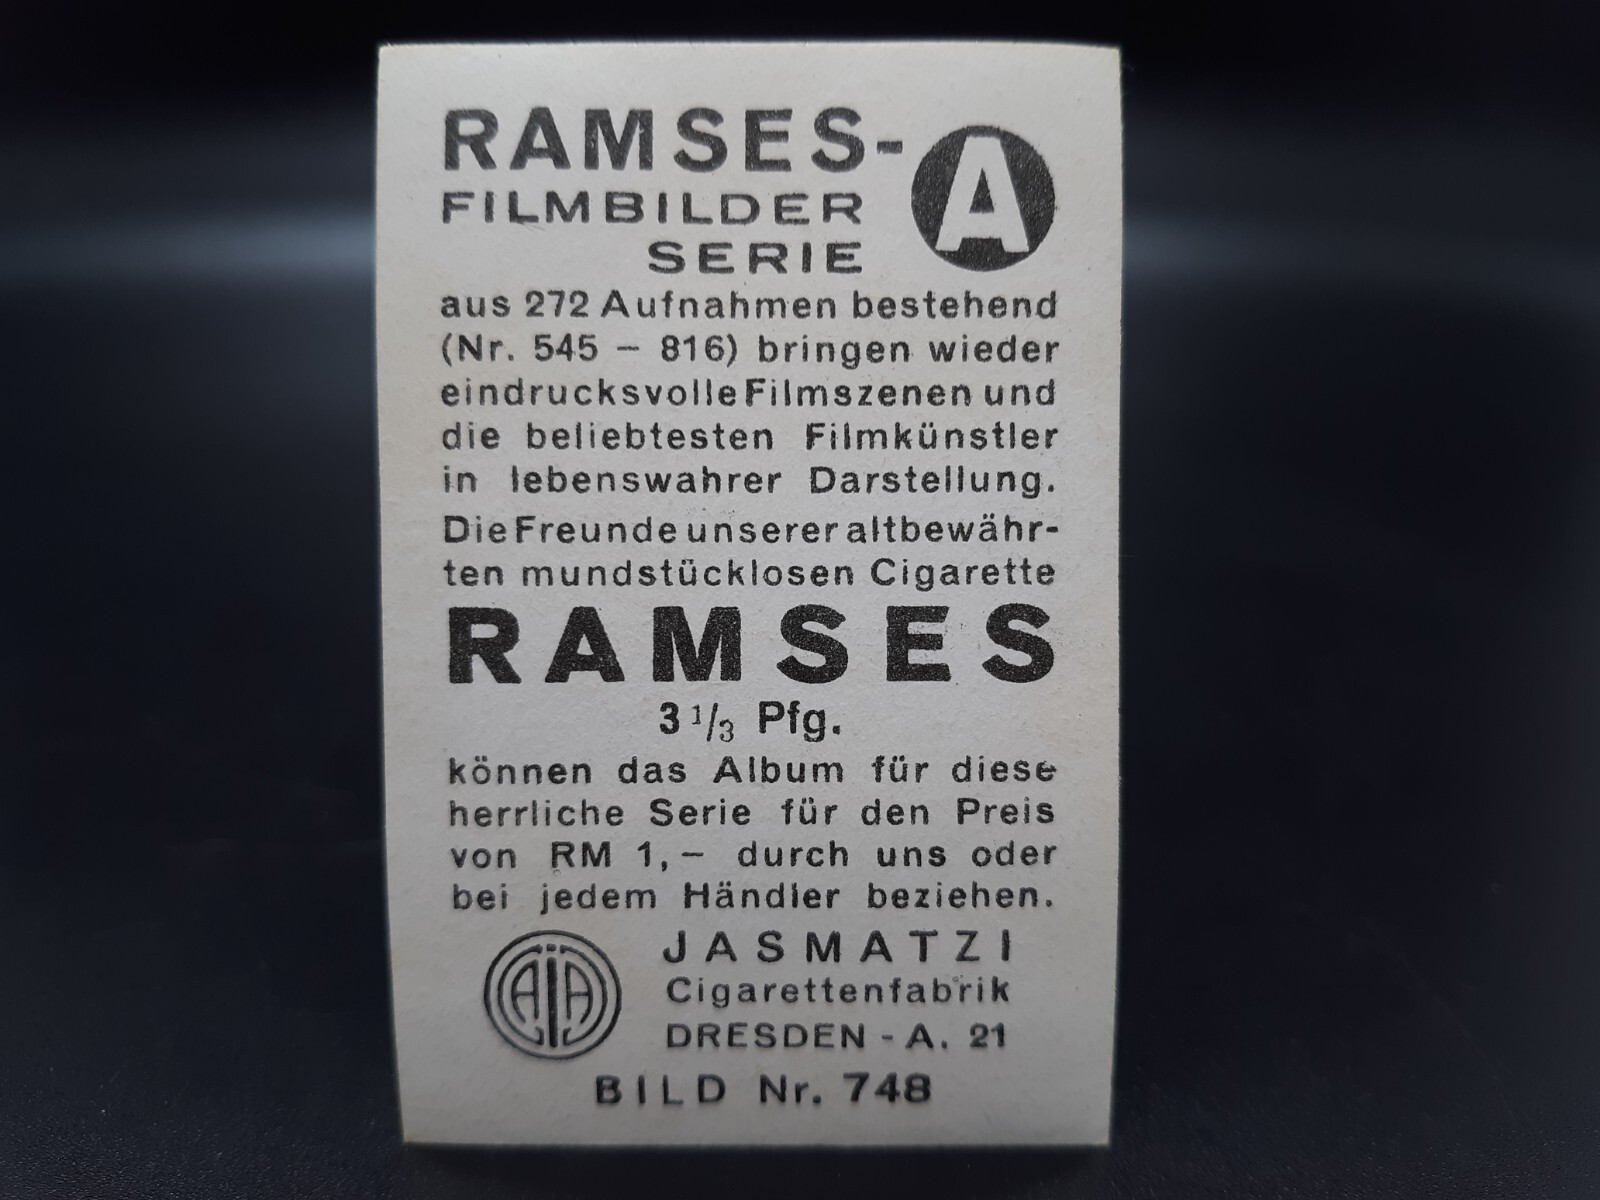 RAMSES-A
FILMBILDER
SERIE
aus 272 Aufnahmen bestehend
(Nr. 545 – 816) bringen wieder
eindrucksvolle Filmszenen und
die beliebtesten Filmkünstler
in lebenswahrer Darstellung.
Die Freunde unserer altbewähr-
ten mundstücklosen Cigarette
RAMSES
3 1/3 Pfg.
können das Album für diese
herrliche Serie für den Preis
von RM 1,– durch uns oder
bei jedem Händler beziehen.
JASMATZI
Cigarettenfabrik
DRESDEN - A. 21
BILD Nr. 748